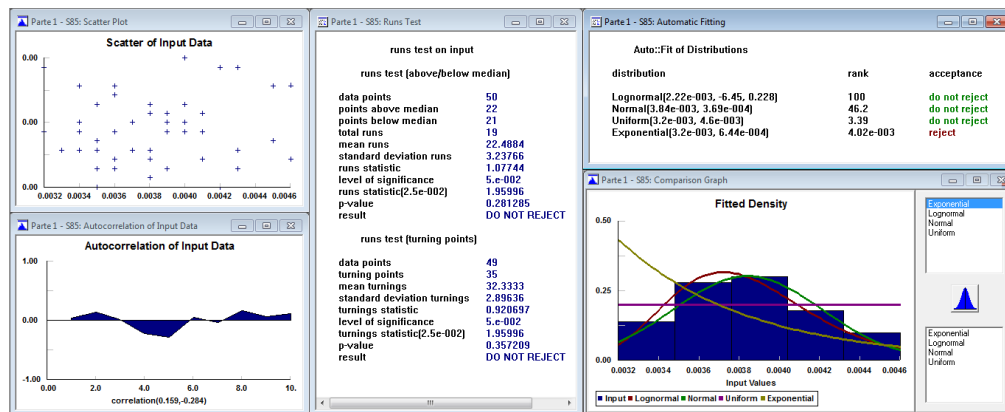 Parte 1 - S85: Scatter Plot
Scatter of Input Data
0.00
0.00
0.0032 0.0034 0.0036 0.0038 0.0040 0.0042 0.0044 0.0046
Parte 1 - S85: Autocorrelation of Input Data
Autocorrelation of Input Data
1.00
0.00
-1.00
0.00 2.0 4.0 6.0 8.0 10.
correlation(0.159,-0.284)
Parte 1 - S85: Runs Test
runs test on input
runs test (above/below median)
data points 50
points above median 22
points below median 21
total runs 19
mean runs 22.4884
standard deviation runs 3.23766
runs statistic 1.07744
level of significance 5.e-002
runs statistic(2.5e-002) 1.95996
p-value 0.281285
result DO NOT REJECT
runs test (turning points)
data points 49
turning points 35
mean turnings 32.3333
standard deviation turnings 2.89636
turnings statistic 0.920697
level of significance 5.e-002
turnings statistic(2.5e-002) 1.95996
p-value 0.357209
result DO NOT REJECT
Parte 1 - S85: Automatic Fitting
Auto::Fit of Distributions
distribution rank acceptance
Lognormal(2.22e-003, -6.45, 0.228) 100 do not reject
Normal(3.84e-003, 3.69e-004) 46.2 do not reject
Uniform(3.2e-003, 4.6e-003) 3.39 do not reject
Exponential(3.2e-003, 6.44e-004) 4.02e-003 reject
Parte 1 - S85: Comparison Graph
Fitted Density
0.50
0.25
0.00
0.0032 0.0034 0.0036 0.0038 0.0040 0.0042 0.0044 0.0046
Input Values
Input Lognormal Normal Uniform Exponential
Exponential
Lognormal
Normal
Uniform
Exponential
Lognormal
Normal
Uniform